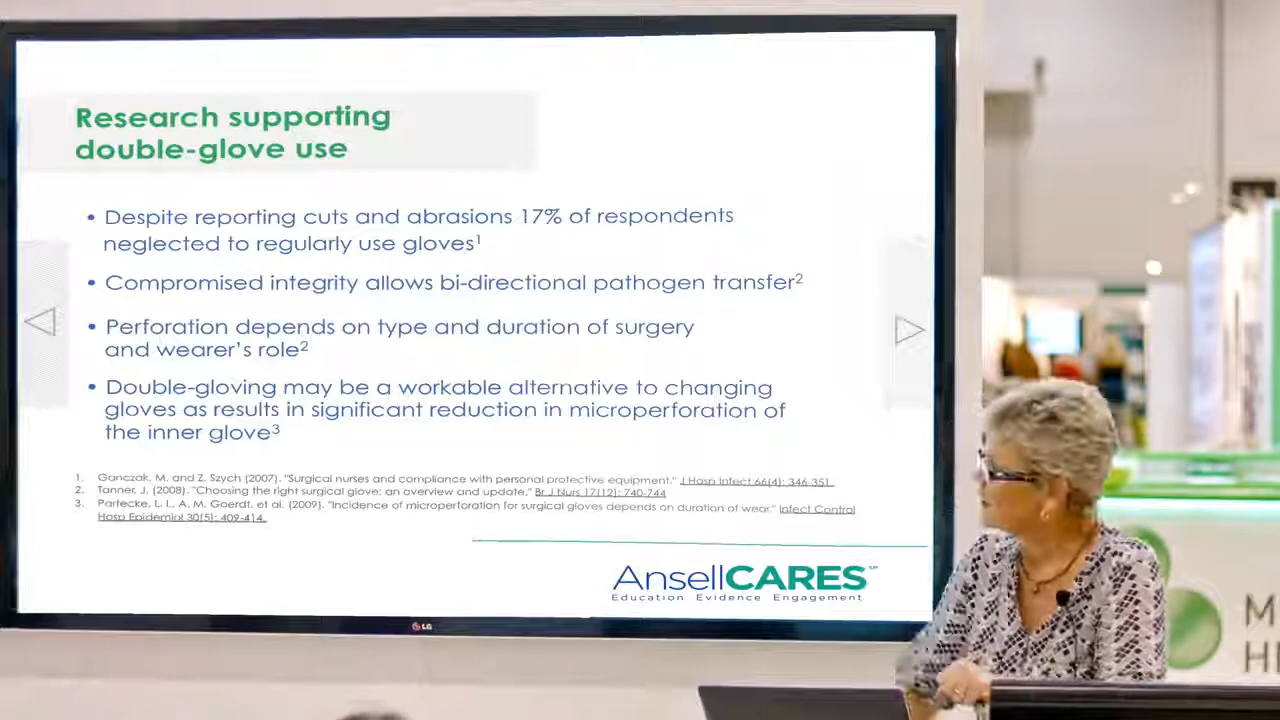 Research supporting
double-glove use
• Despite reporting cuts and abrasions 17% of respondents
neglected to regularly use gloves¹
• Compromised integrity allows bi-directional pathogen transfer²
• Perforation depends on type and duration of surgery
and wearer's role²
• Double-gloving may be a workable alternative to changing
gloves as results in significant reduction in microperforation of
the inner glove³
1. Ganczak, M. and Z. Szych (2007). "Surgical nurses and compliance with personal protective equipment." J Hosp Infect 66(4): 346-351.
2. Tanner, J. (2008). "Choosing the right surgical glove: an overview and update." Br J Nurs 17(12): 740-744
3. Partecke, L. I., A. M. Goerdt, et al. (2009). "Incidence of microperforation for surgical gloves depends on duration of wear." Infect Control
Hosp Epidemiol 30(5): 409-414.
AnsellCARES℠
Education Evidence Engagement
LG
M
H